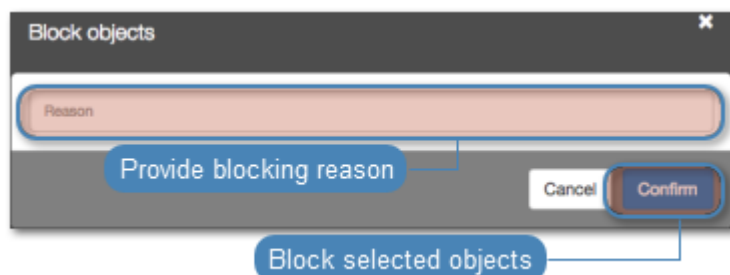 Block objects
Reason
Provide blocking reason
Cancel Confirm
Block selected objects